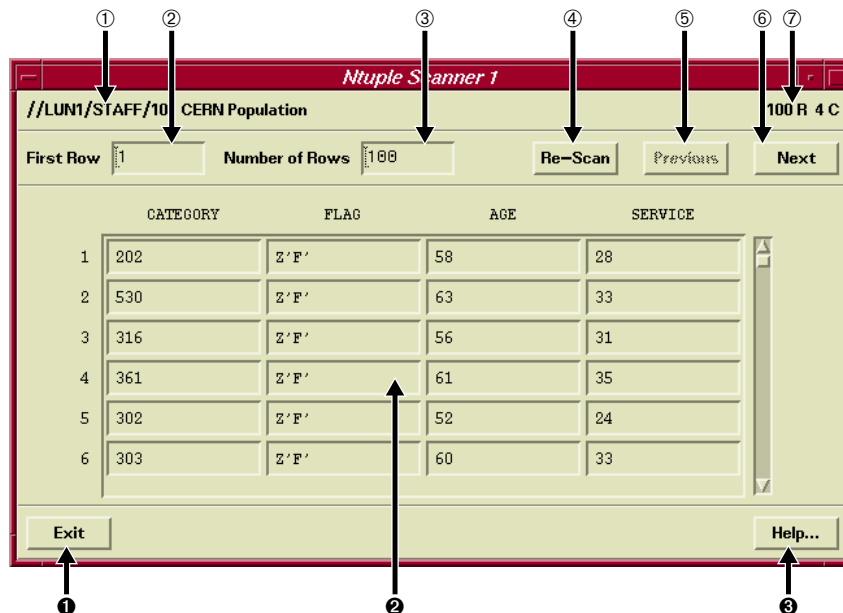 ① ② ③ ④ ⑤ ⑥ ⑦
Ntuple Scanner 1
//LUN1/STAFF/10 CERN Population 100 R 4 C
First Row 1 Number of Rows 100 Re-Scan Previous Next
CATEGORY FLAG AGE SERVICE
1 202 Z'F' 58 28
2 530 Z'F' 63 33
3 316 Z'F' 56 31
4 361 Z'F' 61 35
5 302 Z'F' 52 24
6 303 Z'F' 60 33
Exit Help...
❶ ❷ ❸